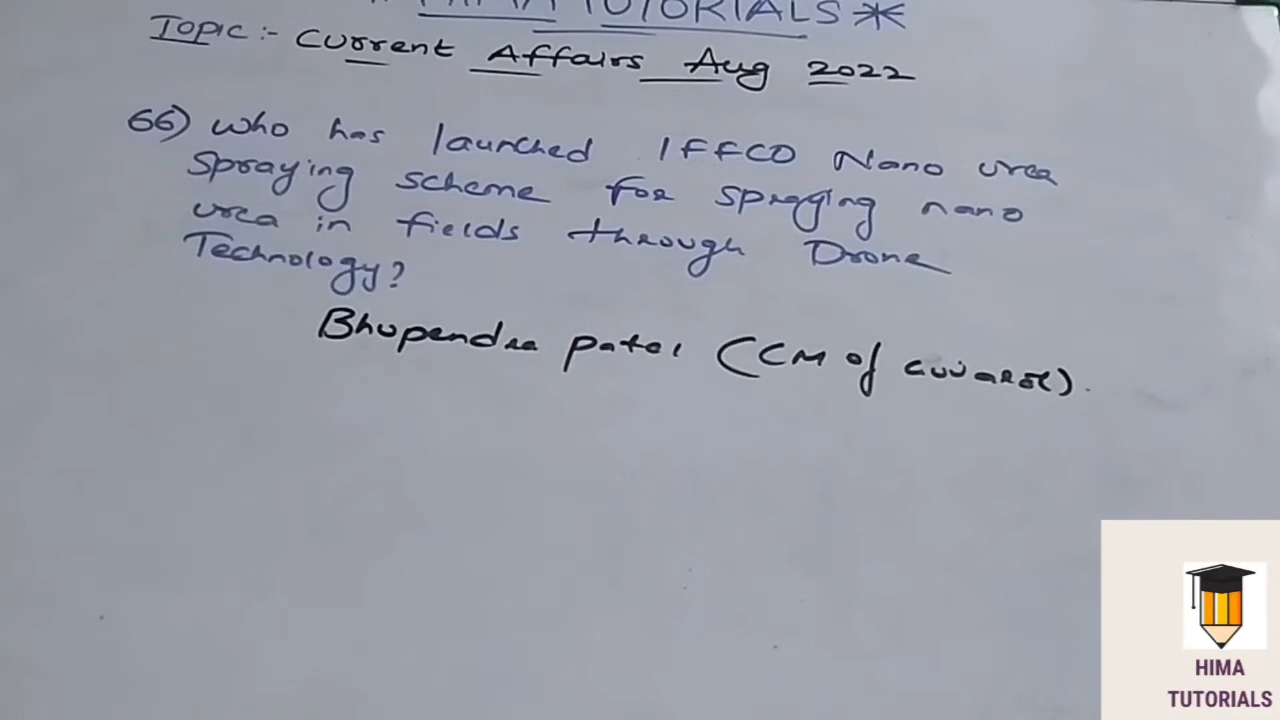 * HIMA TUTORIALS *
Topic :- Current Affairs Aug 2022
66) Who has launched IFFCO Nano urea
Spraying scheme for spraying nano
urea in fields through Drone
Technology?
Bhupendra patel (CM of Gujarat).
HIMA
TUTORIALS